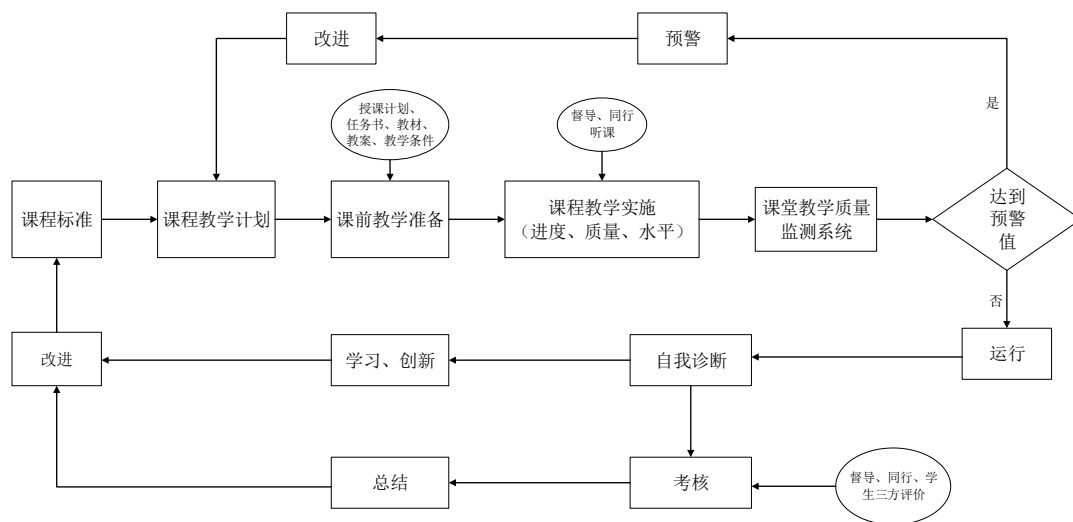 改进
预警
授课计划、
任务书、教材、
教案、教学条件
督导、同行
听课
是
课程标准
课程教学计划
课前教学准备
课程教学实施
（进度、质量、水平）
课堂教学质量
监测系统
达到
预警
值
否
改进
学习、创新
自我诊断
运行
总结
考核
督导、同行、学
生三方评价